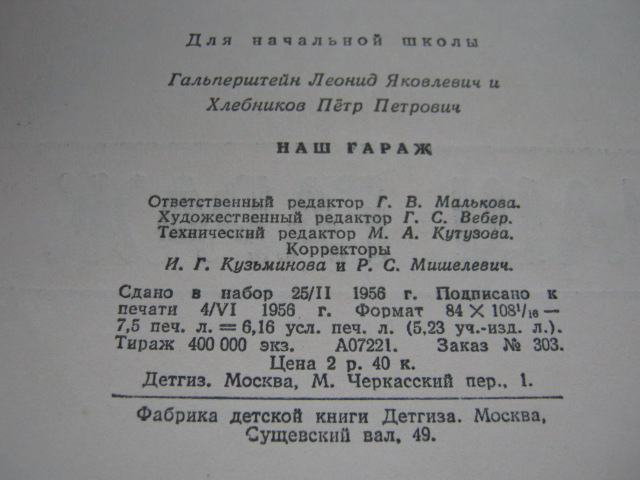 Для начальной школы
Гальперштейн Леонид Яковлевич и
Хлебников Пётр Петрович
НАШ ГАРАЖ
Ответственный редактор Г. В. Малькова.
Художественный редактор Г. С. Вебер.
Технический редактор М. А. Кутузова.
Корректоры
И. Г. Кузьминова и Р. С. Мишелевич.
Сдано в набор 25/II 1956 г. Подписано к
печати 4/VI 1956 г. Формат 84 × 108¹/₁₆ —
7,5 печ. л. = 6,16 усл. печ. л. (5,23 уч.-изд. л.).
Тираж 400 000 экз. А07221. Заказ № 303.
Цена 2 р. 40 к.
Детгиз. Москва, М. Черкасский пер., 1.
Фабрика детской книги Детгиза. Москва,
Сущевский вал, 49.